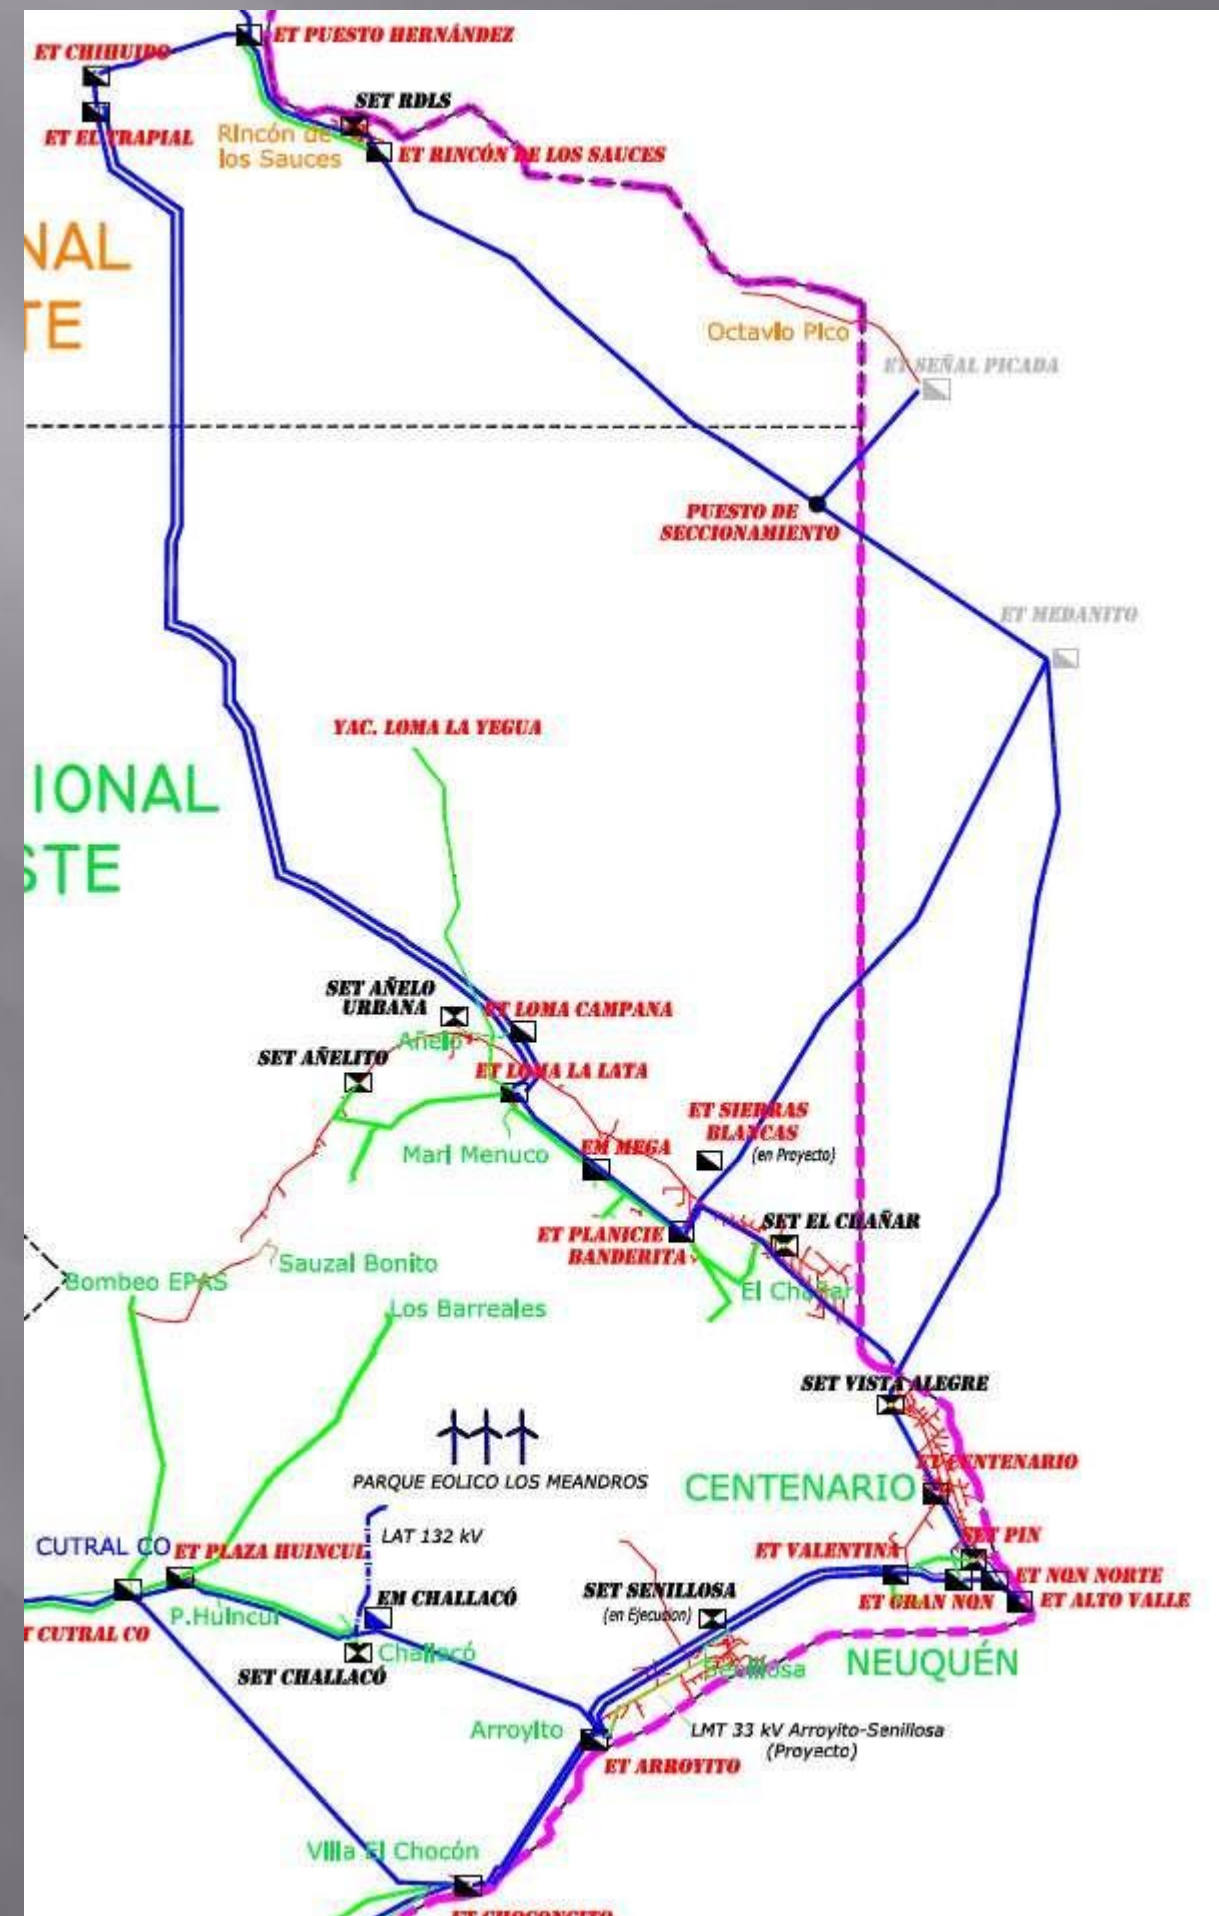 ET PUESTO HERNÁNDEZ
ET CHIHUIDO
SET RDLS
ET EL TRAPIAL
Rincón de
los Sauces
ET RINCÓN DE LOS SAUCES
NAL
TE
Octavio Pico
ET SEÑAL PICADA
PUESTO DE
SECCIONAMIENTO
ET MEDANITO
YAC. LOMA LA YEGUA
IONAL
STE
SET AÑELO
URBANA
ET LOMA CAMPANA
Añelo
SET AÑELITO
ET LOMA LA LATA
ET SIERRAS
BLANCAS
(en Proyecto)
Mari Menuco
EM MEGA
SET EL CHAÑAR
ET PLANICIE
BANDERITA
Sauzal Bonito
Bombeo EPAS
El Chañar
Los Barreales
SET VISTA ALEGRE
PARQUE EOLICO LOS MEANDROS
ET CENTENARIO
CENTENARIO
LAT 132 kV
SET PIN
CUTRAL CO
ET PLAZA HUINCUL
ET VALENTINA
ET NQN NORTE
EM CHALLACÓ
SET SENILLOSA
(en Ejecucion)
ET GRAN NQN
ET ALTO VALLE
P.Huincul
T CUTRAL CO
Challacó
SET CHALLACÓ
Senillosa
NEUQUÉN
Arroyito
LMT 33 kV Arroyito-Senillosa
(Proyecto)
ET ARROYITO
Villa El Chocón
ET CHOCONCITO